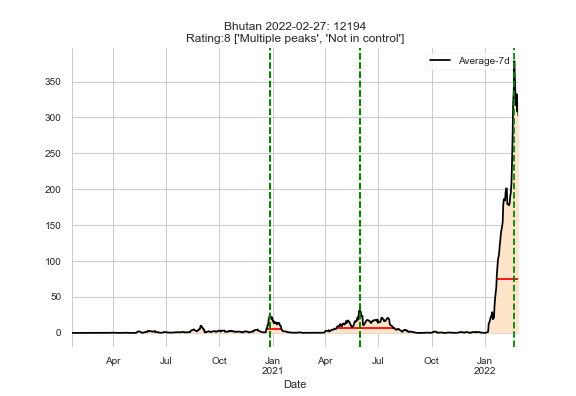 Bhutan 2022-02-27: 12194
Rating:8 ['Multiple peaks', 'Not in control']
Average-7d
350
300
250
200
150
100
50
0
Apr Jul Oct Jan Apr Jul Oct Jan
2021 2022
Date